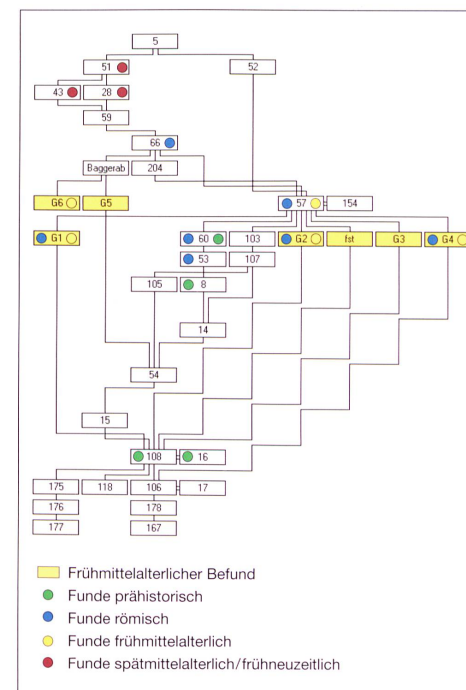 5
51 52
43 28
59
66
Baggerab 204
G6 G5 57 154
G1 60 103 G2 fst G3 G4
53 107
105 8
14
54
15
108 16
175 118 106 17
176 178
177 167
Frühmittelalterlicher Befund
Funde prähistorisch
Funde römisch
Funde frühmittelalterlich
Funde spätmittelalterlich/frühneuzeitlich